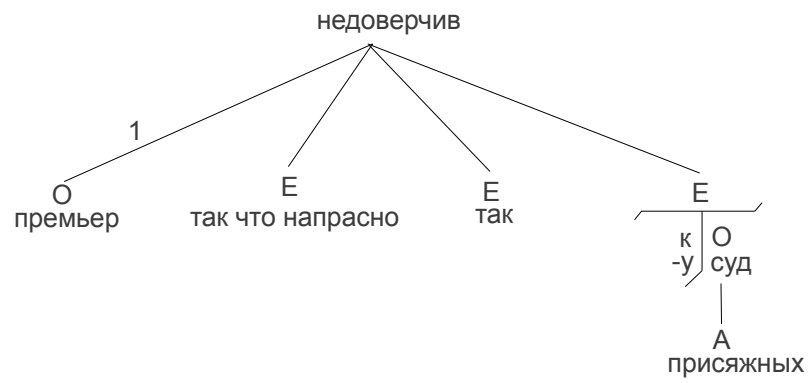 недоверчив
1
О
премьер
Е
так что напрасно
Е
так
Е
к О
-у суд
А
присяжных